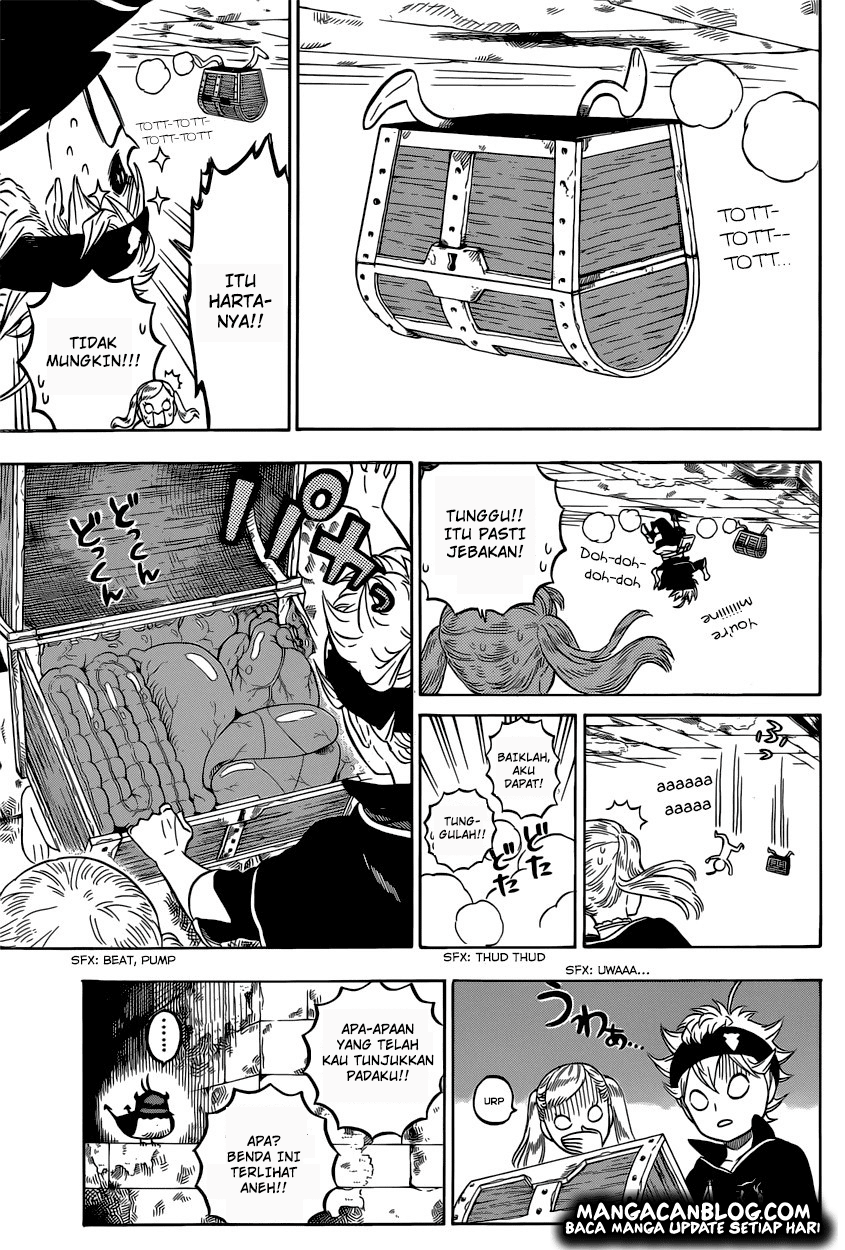 TOTT-
TOTT--
TOTT...
TOTT-TOTT-
TOTT-TOTT
ITU
HARTA-
NYA!!
TIDAK
MUNGKIN!!!
TUNGGU!!
ITU PASTI
JEBAKAN!
Doh-doh-
doh-doh
You're
Miiiiiine
パカッ
どっくん
どっくん
SFX: BEAT, PUMP
aaaaaa
aaaaa
BAIKLAH,
AKU
DAPAT!
TUNG-
GULAH!!
どた
どた
SFX: THUD THUD
SFX: UWAAA...
うわぁ...
URP
APA-APAAN
YANG TELAH
KAU TUNJUKKAN
PADAKU!!
APA?
BENDA INI
TERLIHAT
ANEH!!
......
MANGACANBLOG.COM
BACA MANGA UPDATE SETIAP HARI